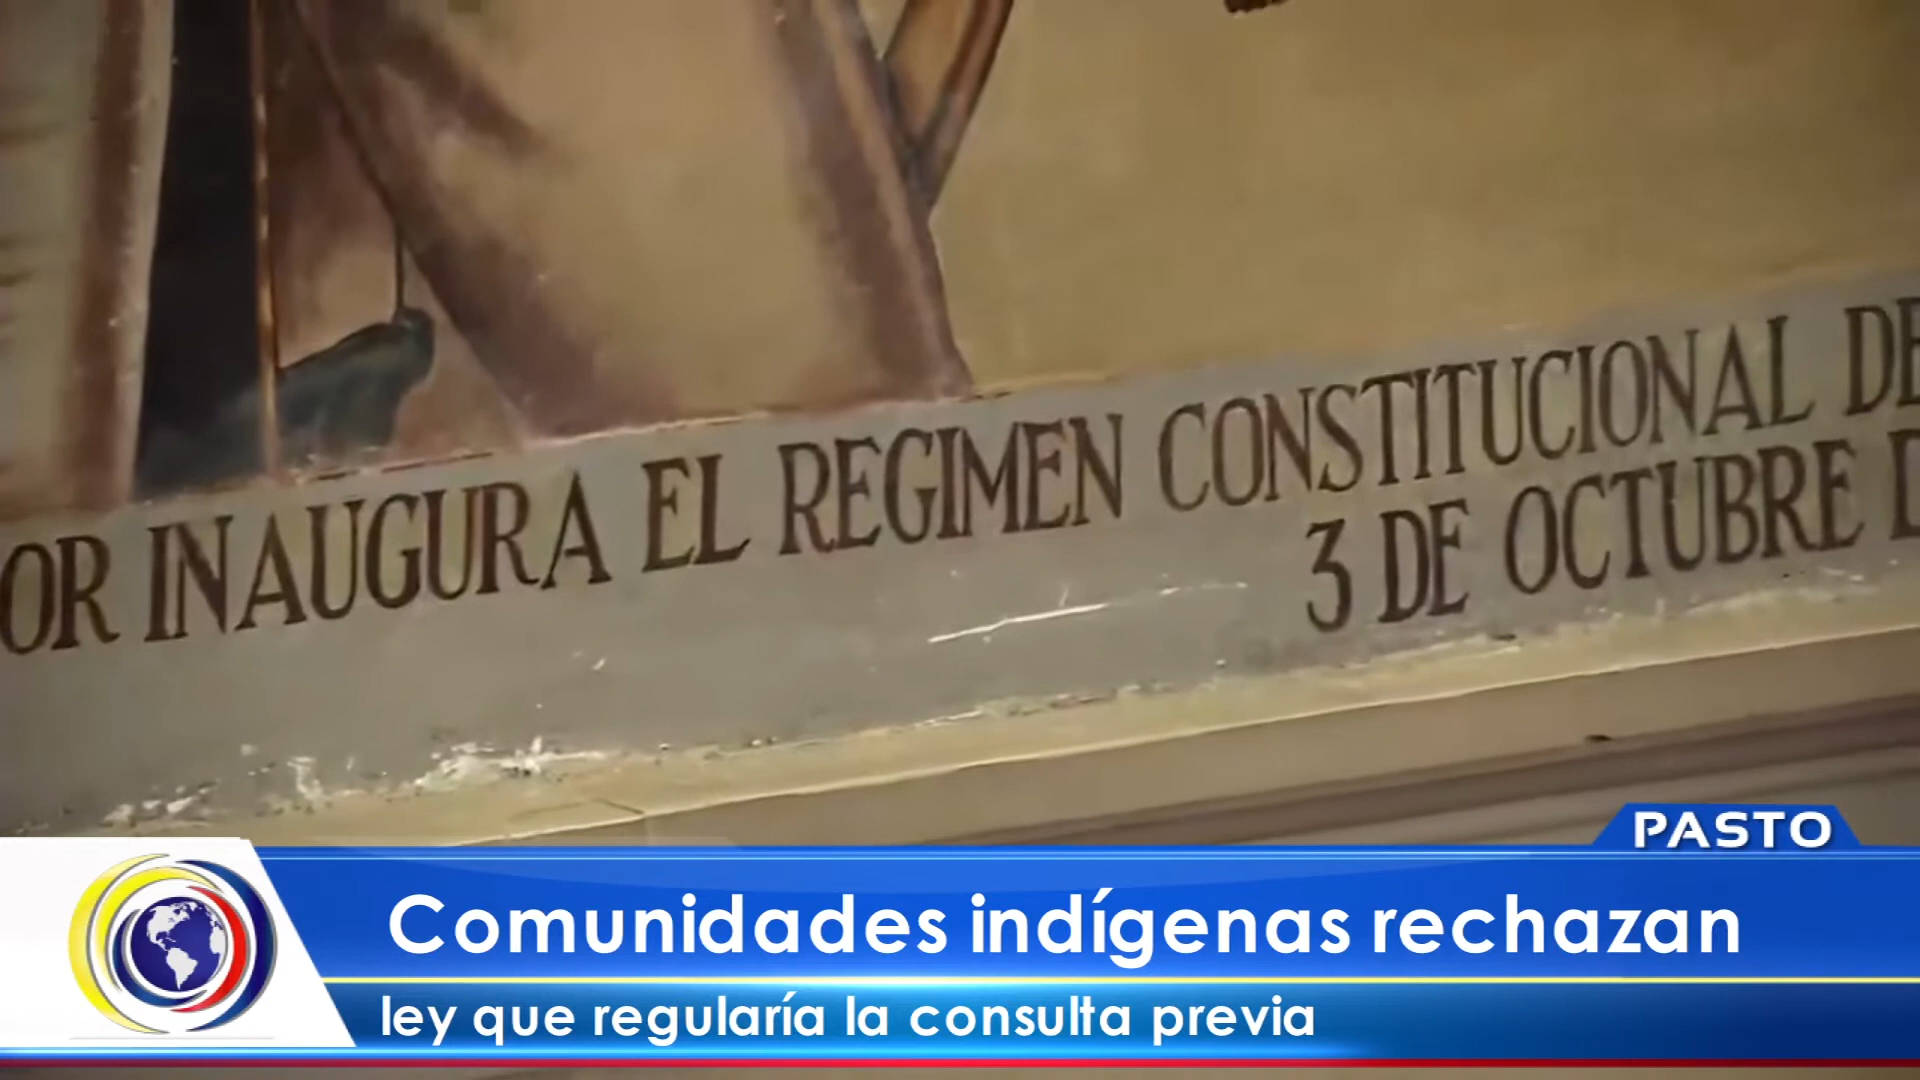 OR INAUGURA EL REGIMEN CONSTITUCIONAL DE
3 DE OCTUBRE D
PASTO
Comunidades indígenas rechazan
ley que regularía la consulta previa